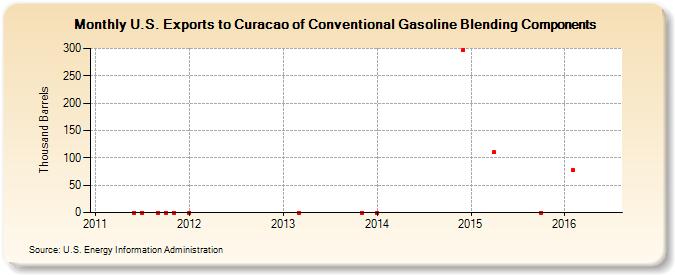 Monthly U.S. Exports to Curacao of Conventional Gasoline Blending Components
Thousand Barrels
300
250
200
150
100
50
0
2011 2012 2013 2014 2015 2016
Source: U.S. Energy Information Administration